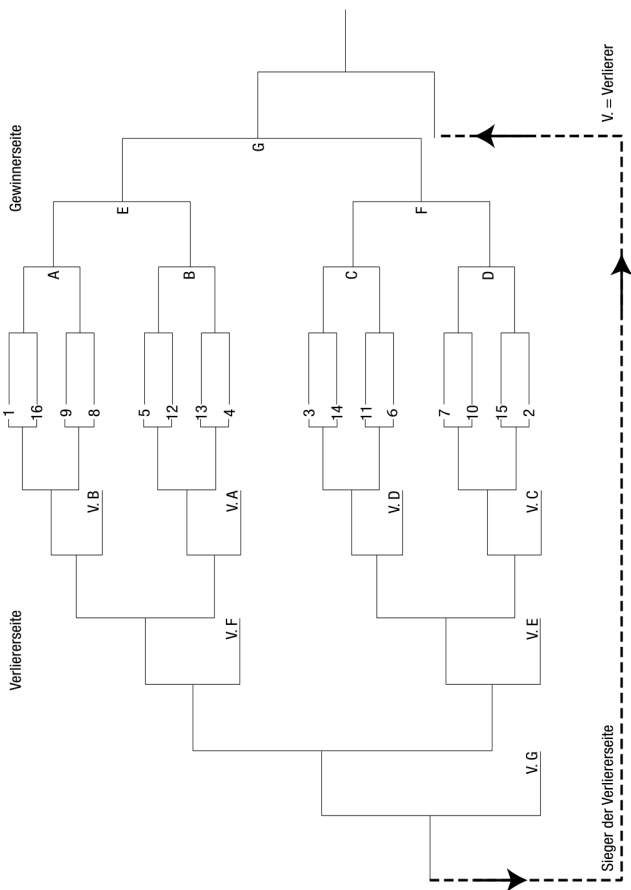 Verliererseite
Gewinnerseite
1
16
9
8
5
12
13
4
3
14
11
6
7
10
15
2
A
B
C
D
E
F
G
V. B
V. A
V. D
V. C
V. F
V. E
V. G
Sieger der Verliererseite
V. = Verlierer